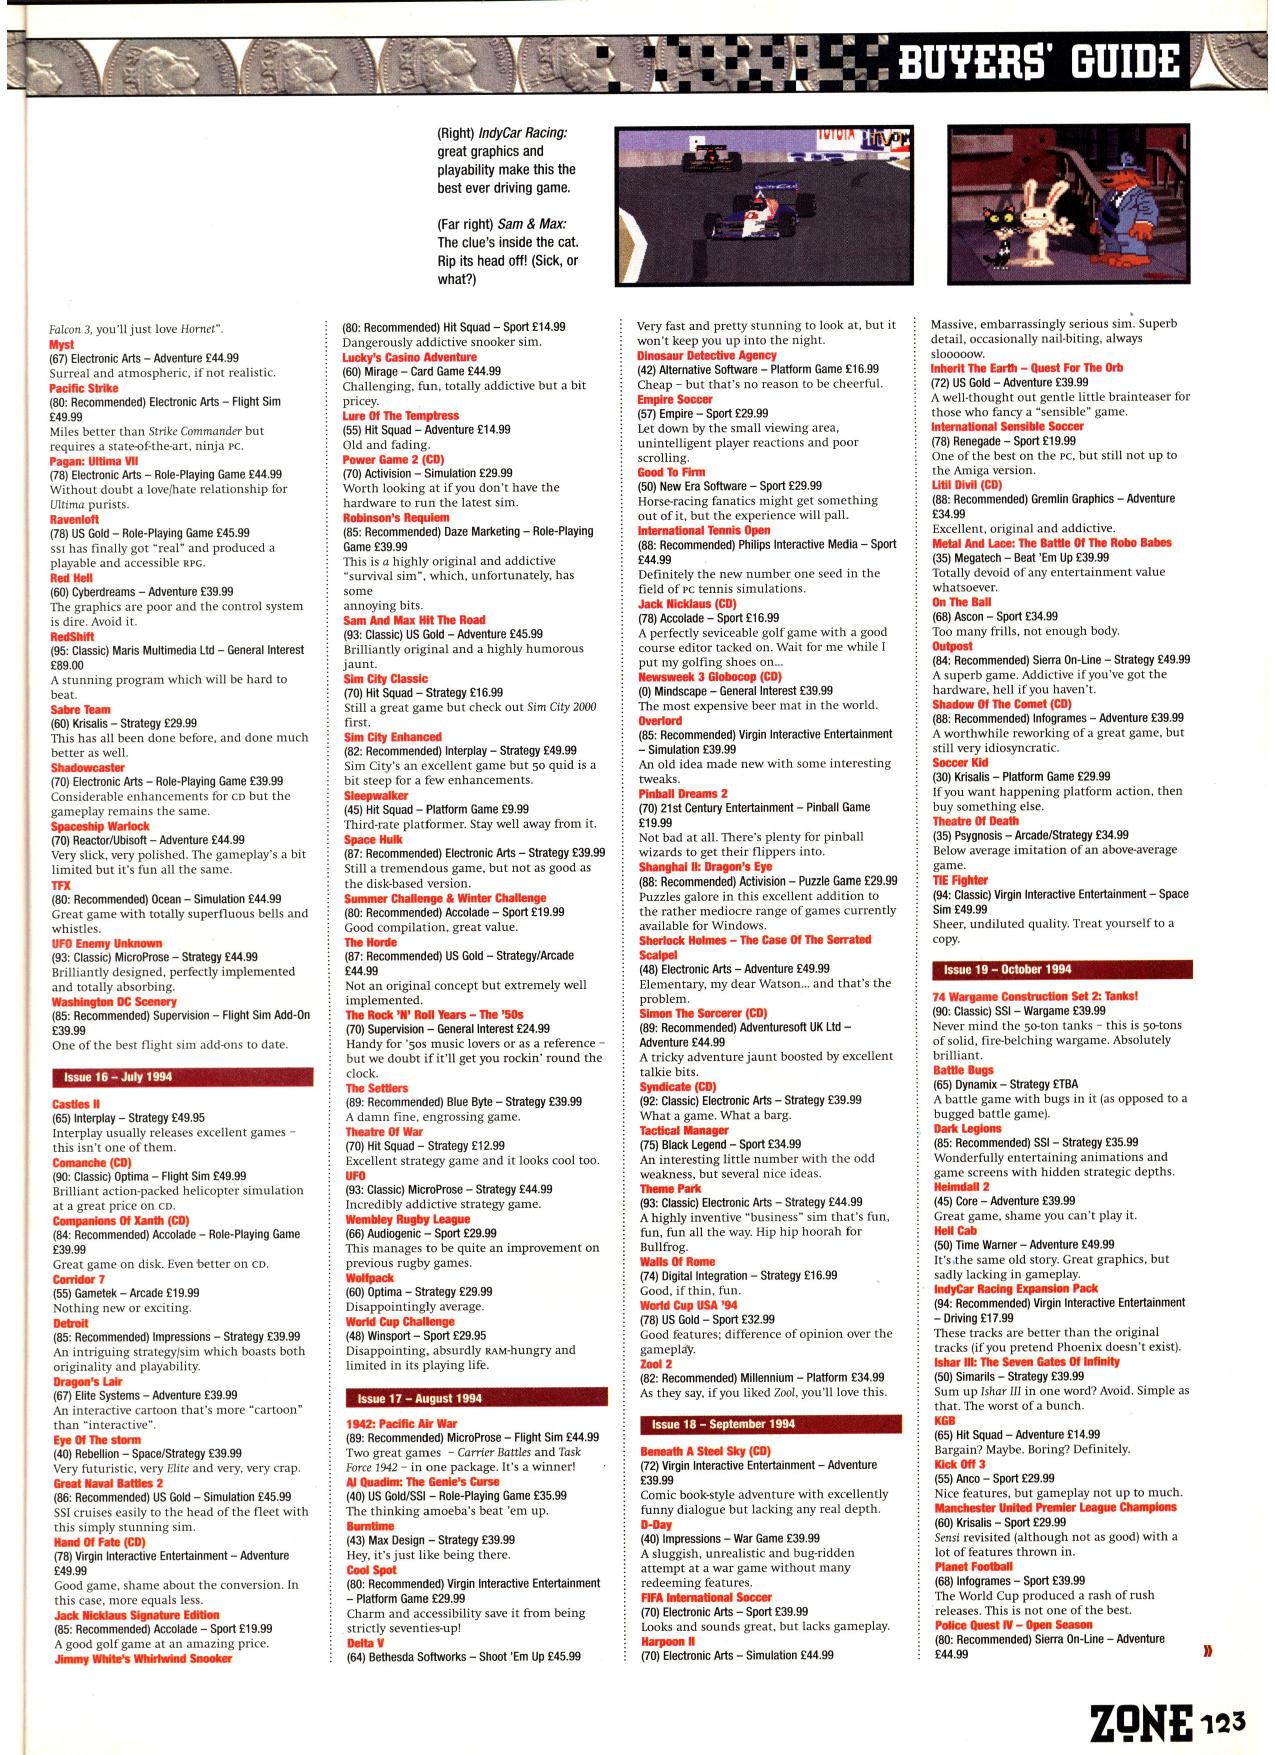 BUYERS' GUIDE
(Right) IndyCar Racing:
great graphics and
playability make this the
best ever driving game.
(Far right) Sam & Max:
The clue's inside the cat.
Rip its head off! (Sick, or
what?)
TOYOTA
Falcon 3, you'll just love Hornet".
Myst
(67) Electronic Arts – Adventure £44.99
Surreal and atmospheric, if not realistic.
Pacific Strike
(80: Recommended) Electronic Arts – Flight Sim
£49.99
Miles better than Strike Commander but
requires a state-of-the-art, ninja PC.
Pagan: Ultima VII
(78) Electronic Arts – Role-Playing Game £44.99
Without doubt a love/hate relationship for
Ultima purists.
Ravenloft
(78) US Gold – Role-Playing Game £45.99
SSI has finally got "real" and produced a
playable and accessible RPG.
Red Hell
(60) Cyberdreams – Adventure £39.99
The graphics are poor and the control system
is dire. Avoid it.
RedShift
(95: Classic) Maris Multimedia Ltd – General Interest
£89.00
A stunning program which will be hard to
beat.
Sabre Team
(60) Krisalis – Strategy £29.99
This has all been done before, and done much
better as well.
Shadowcaster
(70) Electronic Arts – Role-Playing Game £39.99
Considerable enhancements for CD but the
gameplay remains the same.
Spaceship Warlock
(70) Reactor/Ubisoft – Adventure £44.99
Very slick, very polished. The gameplay's a bit
limited but it's fun all the same.
TFX
(80: Recommended) Ocean – Simulation £44.99
Great game with totally superfluous bells and
whistles.
UFO Enemy Unknown
(93: Classic) MicroProse – Strategy £44.99
Brilliantly designed, perfectly implemented
and totally absorbing.
Washington DC Scenery
(85: Recommended) Supervision – Flight Sim Add-On
£39.99
One of the best flight sim add-ons to date.
Issue 16 – July 1994
Castles II
(65) Interplay – Strategy £49.95
Interplay usually releases excellent games –
this isn't one of them.
Comanche (CD)
(90: Classic) Optima – Flight Sim £49.99
Brilliant action-packed helicopter simulation
at a great price on CD.
Companions Of Xanth (CD)
(84: Recommended) Accolade – Role-Playing Game
£39.99
Great game on disk. Even better on CD.
Corridor 7
(55) Gametek – Arcade £19.99
Nothing new or exciting.
Detroit
(85: Recommended) Impressions – Strategy £39.99
An intriguing strategy/sim which boasts both
originality and playability.
Dragon's Lair
(67) Elite Systems – Adventure £39.99
An interactive cartoon that's more "cartoon"
than "interactive".
Eye Of The storm
(40) Rebellion – Space/Strategy £39.99
Very futuristic, very Elite and very, very crap.
Great Naval Battles 2
(86: Recommended) US Gold – Simulation £45.99
SSI cruises easily to the head of the fleet with
this simply stunning sim.
Hand Of Fate (CD)
(78) Virgin Interactive Entertainment – Adventure
£49.99
Good game, shame about the conversion. In
this case, more equals less.
Jack Nicklaus Signature Edition
(85: Recommended) Accolade – Sport £19.99
A good golf game at an amazing price.
Jimmy White's Whirlwind Snooker
(80: Recommended) Hit Squad – Sport £14.99
Dangerously addictive snooker sim.
Lucky's Casino Adventure
(60) Mirage – Card Game £44.99
Challenging, fun, totally addictive but a bit
pricey.
Lure Of The Temptress
(55) Hit Squad – Adventure £14.99
Old and fading.
Power Game 2 (CD)
(70) Activision – Simulation £29.99
Worth looking at if you don't have the
hardware to run the latest sim.
Robinson's Requiem
(85: Recommended) Daze Marketing – Role-Playing
Game £39.99
This is a highly original and addictive
"survival sim", which, unfortunately, has
some
annoying bits.
Sam And Max Hit The Road
(93: Classic) US Gold – Adventure £45.99
Brilliantly original and a highly humorous
jaunt.
Sim City Classic
(70) Hit Squad – Strategy £16.99
Still a great game but check out Sim City 2000
first.
Sim City Enhanced
(82: Recommended) Interplay – Strategy £49.99
Sim City's an excellent game but 50 quid is a
bit steep for a few enhancements.
Sleepwalker
(45) Hit Squad – Platform Game £9.99
Third-rate platformer. Stay well away from it.
Space Hulk
(87: Recommended) Electronic Arts – Strategy £39.99
Still a tremendous game, but not as good as
the disk-based version.
Summer Challenge & Winter Challenge
(80: Recommended) Accolade – Sport £19.99
Good compilation, great value.
The Horde
(87: Recommended) US Gold – Strategy/Arcade
£44.99
Not an original concept but extremely well
implemented.
The Rock 'N' Roll Years – The '50s
(70) Supervision – General Interest £24.99
Handy for '50s music lovers or as a reference –
but we doubt if it'll get you rockin' round the
clock.
The Settlers
(89: Recommended) Blue Byte – Strategy £39.99
A damn fine, engrossing game.
Theatre Of War
(70) Hit Squad – Strategy £12.99
Excellent strategy game and it looks cool too.
UFO
(93: Classic) MicroProse – Strategy £44.99
Incredibly addictive strategy game.
Wembley Rugby League
(66) Audiogenic – Sport £29.99
This manages to be quite an improvement on
previous rugby games.
Wolfpack
(60) Optima – Strategy £29.99
Disappointingly average.
World Cup Challenge
(48) Winsport – Sport £29.95
Disappointing, absurdly RAM-hungry and
limited in its playing life.
Issue 17 – August 1994
1942: Pacific Air War
(89: Recommended) MicroProse – Flight Sim £44.99
Two great games – Carrier Battles and Task
Force 1942 – in one package. It's a winner!
Al Quadim: The Genie's Curse
(40) US Gold/SSI – Role-Playing Game £35.99
The thinking amoeba's beat 'em up.
Burntime
(43) Max Design – Strategy £39.99
Hey, it's just like being there.
Cool Spot
(80: Recommended) Virgin Interactive Entertainment
– Platform Game £29.99
Charm and accessibility save it from being
strictly seventies-up!
Delta V
(64) Bethesda Softworks – Shoot 'Em Up £45.99
Very fast and pretty stunning to look at, but it
won't keep you up into the night.
Dinosaur Detective Agency
(42) Alternative Software – Platform Game £16.99
Cheap – but that's no reason to be cheerful.
Empire Soccer
(57) Empire – Sport £29.99
Let down by the small viewing area,
unintelligent player reactions and poor
scrolling.
Good To Firm
(50) New Era Software – Sport £29.99
Horse-racing fanatics might get something
out of it, but the experience will pall.
International Tennis Open
(88: Recommended) Philips Interactive Media – Sport
£44.99
Definitely the new number one seed in the
field of PC tennis simulations.
Jack Nicklaus (CD)
(78) Accolade – Sport £16.99
A perfectly seviceable golf game with a good
course editor tacked on. Wait for me while I
put my golfing shoes on...
Newsweek 3 Globocop (CD)
(0) Mindscape – General Interest £39.99
The most expensive beer mat in the world.
Overlord
(85: Recommended) Virgin Interactive Entertainment
– Simulation £39.99
An old idea made new with some interesting
tweaks.
Pinball Dreams 2
(70) 21st Century Entertainment – Pinball Game
£19.99
Not bad at all. There's plenty for pinball
wizards to get their flippers into.
Shanghai II: Dragon's Eye
(88: Recommended) Activision – Puzzle Game £29.99
Puzzles galore in this excellent addition to
the rather mediocre range of games currently
available for Windows.
Sherlock Holmes – The Case Of The Serrated
Scalpel
(48) Electronic Arts – Adventure £49.99
Elementary, my dear Watson... and that's the
problem.
Simon The Sorcerer (CD)
(89: Recommended) Adventuresoft UK Ltd –
Adventure £44.99
A tricky adventure jaunt boosted by excellent
talkie bits.
Syndicate (CD)
(92: Classic) Electronic Arts – Strategy £39.99
What a game. What a barg.
Tactical Manager
(75) Black Legend – Sport £34.99
An interesting little number with the odd
weakness, but several nice ideas.
Theme Park
(93: Classic) Electronic Arts – Strategy £44.99
A highly inventive "business" sim that's fun,
fun, fun all the way. Hip hip hoorah for
Bullfrog.
Walls Of Rome
(74) Digital Integration – Strategy £16.99
Good, if thin, fun.
World Cup USA '94
(78) US Gold – Sport £32.99
Good features; difference of opinion over the
gameplay.
Zool 2
(82: Recommended) Millennium – Platform £34.99
As they say, if you liked Zool, you'll love this.
Issue 18 – September 1994
Beneath A Steel Sky (CD)
(72) Virgin Interactive Entertainment – Adventure
£39.99
Comic book-style adventure with excellently
funny dialogue but lacking any real depth.
D-Day
(40) Impressions – War Game £39.99
A sluggish, unrealistic and bug-ridden
attempt at a war game without many
redeeming features.
FIFA International Soccer
(70) Electronic Arts – Sport £39.99
Looks and sounds great, but lacks gameplay.
Harpoon II
(70) Electronic Arts – Simulation £44.99
Massive, embarrassingly serious sim. Superb
detail, occasionally nail-biting, always
slooooow.
Inherit The Earth – Quest For The Orb
(72) US Gold – Adventure £39.99
A well-thought out gentle little brainteaser for
those who fancy a "sensible" game.
International Sensible Soccer
(78) Renegade – Sport £19.99
One of the best on the PC, but still not up to
the Amiga version.
Litil Divil (CD)
(88: Recommended) Gremlin Graphics – Adventure
£34.99
Excellent, original and addictive.
Metal And Lace: The Battle Of The Robo Babes
(35) Megatech – Beat 'Em Up £39.99
Totally devoid of any entertainment value
whatsoever.
On The Ball
(68) Ascon – Sport £34.99
Too many frills, not enough body.
Outpost
(84: Recommended) Sierra On-Line – Strategy £49.99
A superb game. Addictive if you've got the
hardware, hell if you haven't.
Shadow Of The Comet (CD)
(88: Recommended) Infogrames – Adventure £39.99
A worthwhile reworking of a great game, but
still very idiosyncratic.
Soccer Kid
(30) Krisalis – Platform Game £29.99
If you want happening platform action, then
buy something else.
Theatre Of Death
(35) Psygnosis – Arcade/Strategy £34.99
Below average imitation of an above-average
game.
TIE Fighter
(94: Classic) Virgin Interactive Entertainment – Space
Sim £49.99
Sheer, undiluted quality. Treat yourself to a
copy.
Issue 19 – October 1994
74 Wargame Construction Set 2: Tanks!
(90: Classic) SSI – Wargame £39.99
Never mind the 50-ton tanks – this is 50-tons
of solid, fire-belching wargame. Absolutely
brilliant.
Battle Bugs
(65) Dynamix – Strategy £TBA
A battle game with bugs in it (as opposed to a
bugged battle game).
Dark Legions
(85: Recommended) SSI – Strategy £35.99
Wonderfully entertaining animations and
game screens with hidden strategic depths.
Heimdall 2
(45) Core – Adventure £39.99
Great game, shame you can't play it.
Hell Cab
(50) Time Warner – Adventure £49.99
It's the same old story. Great graphics, but
sadly lacking in gameplay.
IndyCar Racing Expansion Pack
(94: Recommended) Virgin Interactive Entertainment
– Driving £17.99
These tracks are better than the original
tracks (if you pretend Phoenix doesn't exist).
Ishar III: The Seven Gates Of Infinity
(50) Simarils – Strategy £39.99
Sum up Ishar III in one word? Avoid. Simple as
that. The worst of a bunch.
KGB
(65) Hit Squad – Adventure £14.99
Bargain? Maybe. Boring? Definitely.
Kick Off 3
(55) Anco – Sport £29.99
Nice features, but gameplay not up to much.
Manchester United Premier League Champions
(60) Krisalis – Sport £29.99
Sensi revisited (although not as good) with a
lot of features thrown in.
Planet Football
(68) Infogrames – Sport £39.99
The World Cup produced a rash of rush
releases. This is not one of the best.
Police Quest IV – Open Season
(80: Recommended) Sierra On-Line – Adventure
£44.99
»
ZONE 123